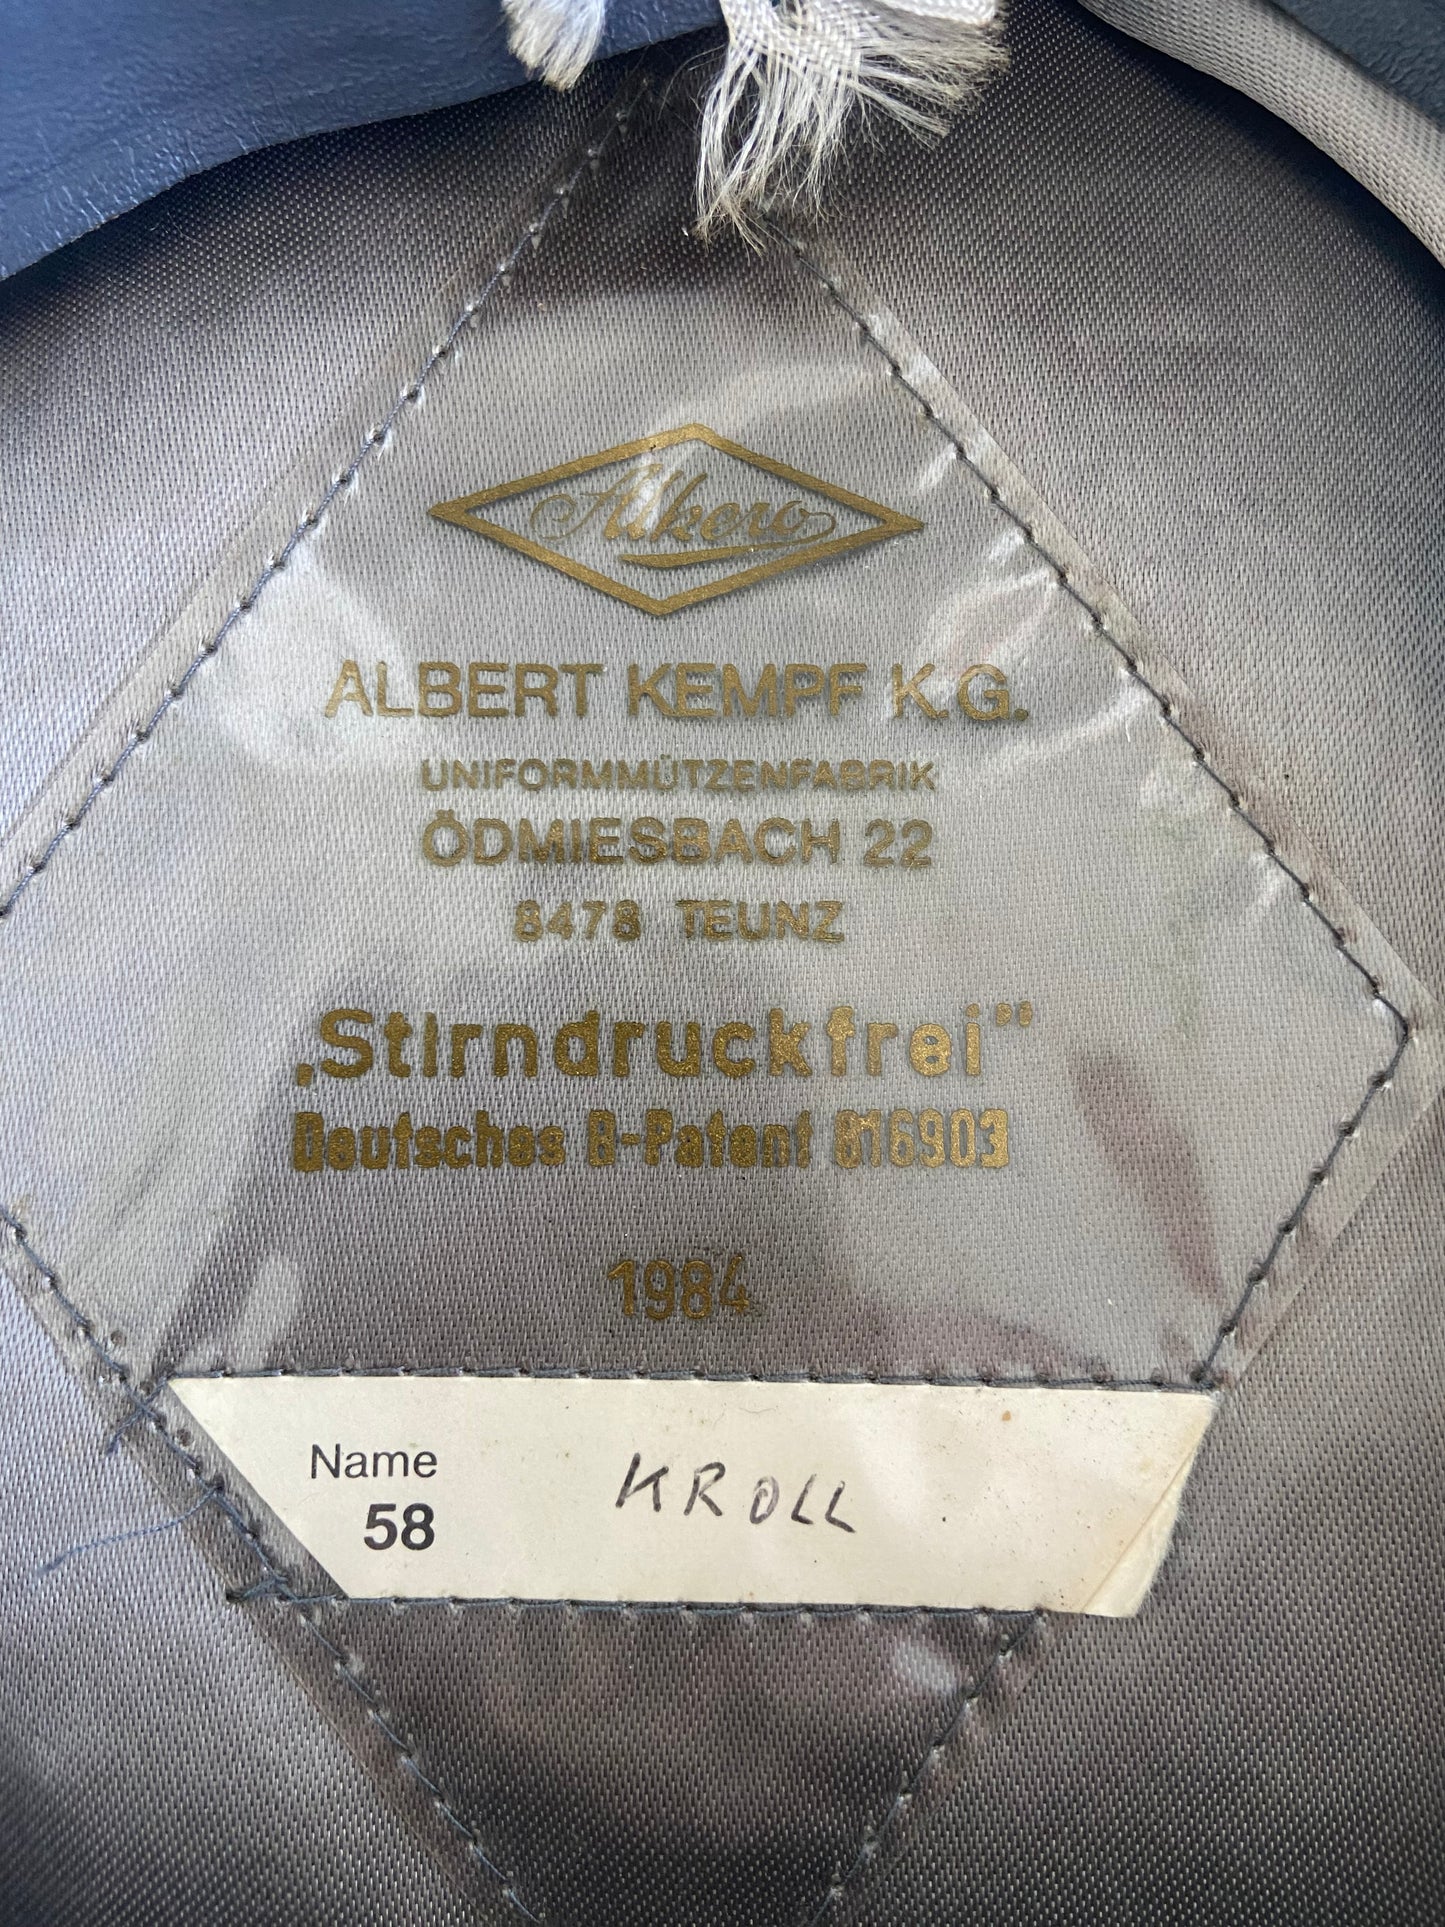 Alkero
ALBERT KEMPF K.G.
UNIFORMMÜTZENFABRIK
ÖDMIESBACH 22
8478 TEUNZ
„Stirndruckfrei"
Deutsches B-Patent 816903
1984
Name KROLL
58